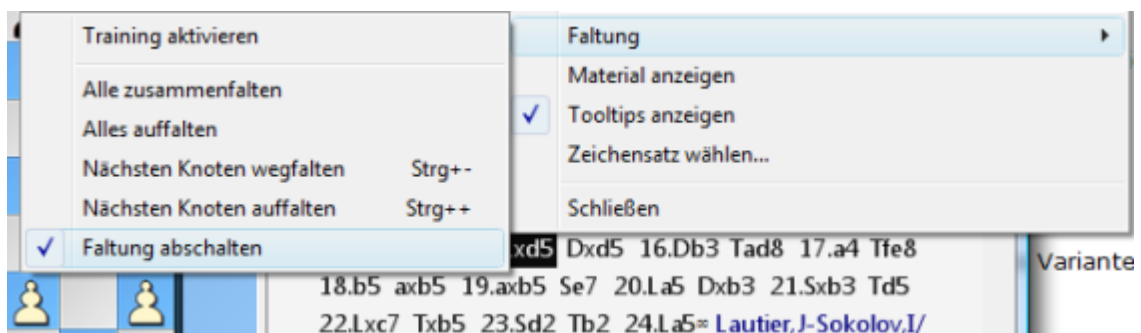 Training aktivieren
Alle zusammenfalten
Alles auffalten
Nächsten Knoten wegfalten Strg+-
Nächsten Knoten auffalten Strg++
Faltung abschalten
Faltung
Material anzeigen
Tooltips anzeigen
Zeichensatz wählen...
Schließen
xd5 Dxd5 16.Db3 Tad8 17.a4 Tfe8
18.b5 axb5 19.axb5 Se7 20.La5 Dxb3 21.Sxb3 Td5
22.Lxc7 Txb5 23.Sd2 Tb2 24.La5= Lautier,J-Sokolov,I/
Variante